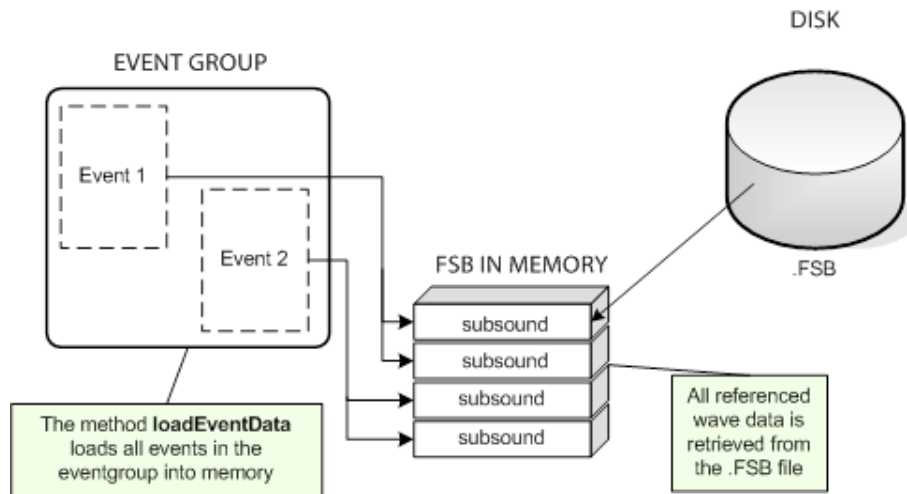 DISK
EVENT GROUP
Event 1
Event 2
.FSB
FSB IN MEMORY
subsound
subsound
subsound
subsound
The method loadEventData
loads all events in the
eventgroup into memory
All referenced
wave data is
retrieved from
the .FSB file